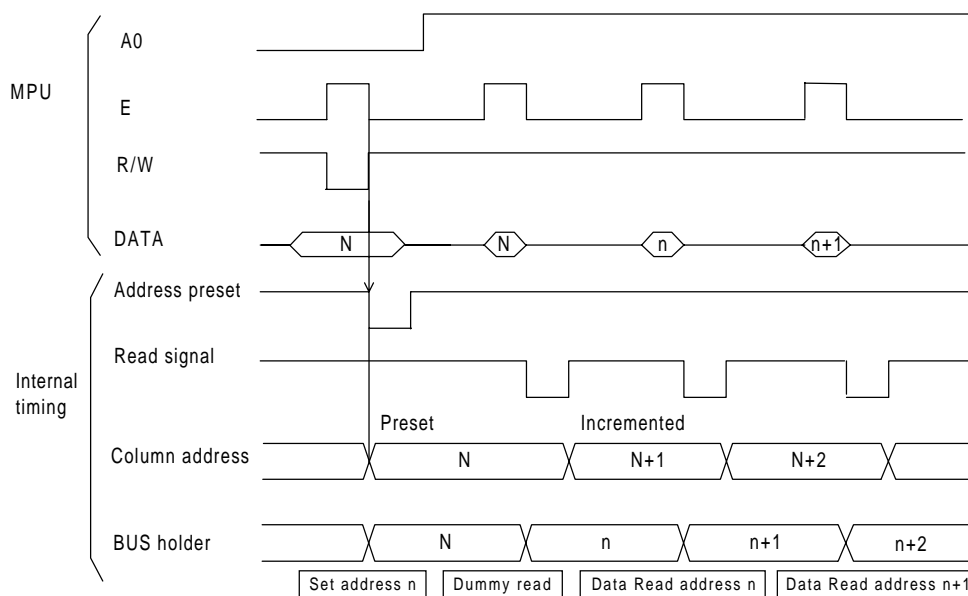 A0
MPU
E
R/W
DATA N N n n+1
Address preset
Read signal
Internal
timing
Preset Incremented
Column address N N+1 N+2
BUS holder N n n+1 n+2
Set address n Dummy read Data Read address n Data Read address n+1